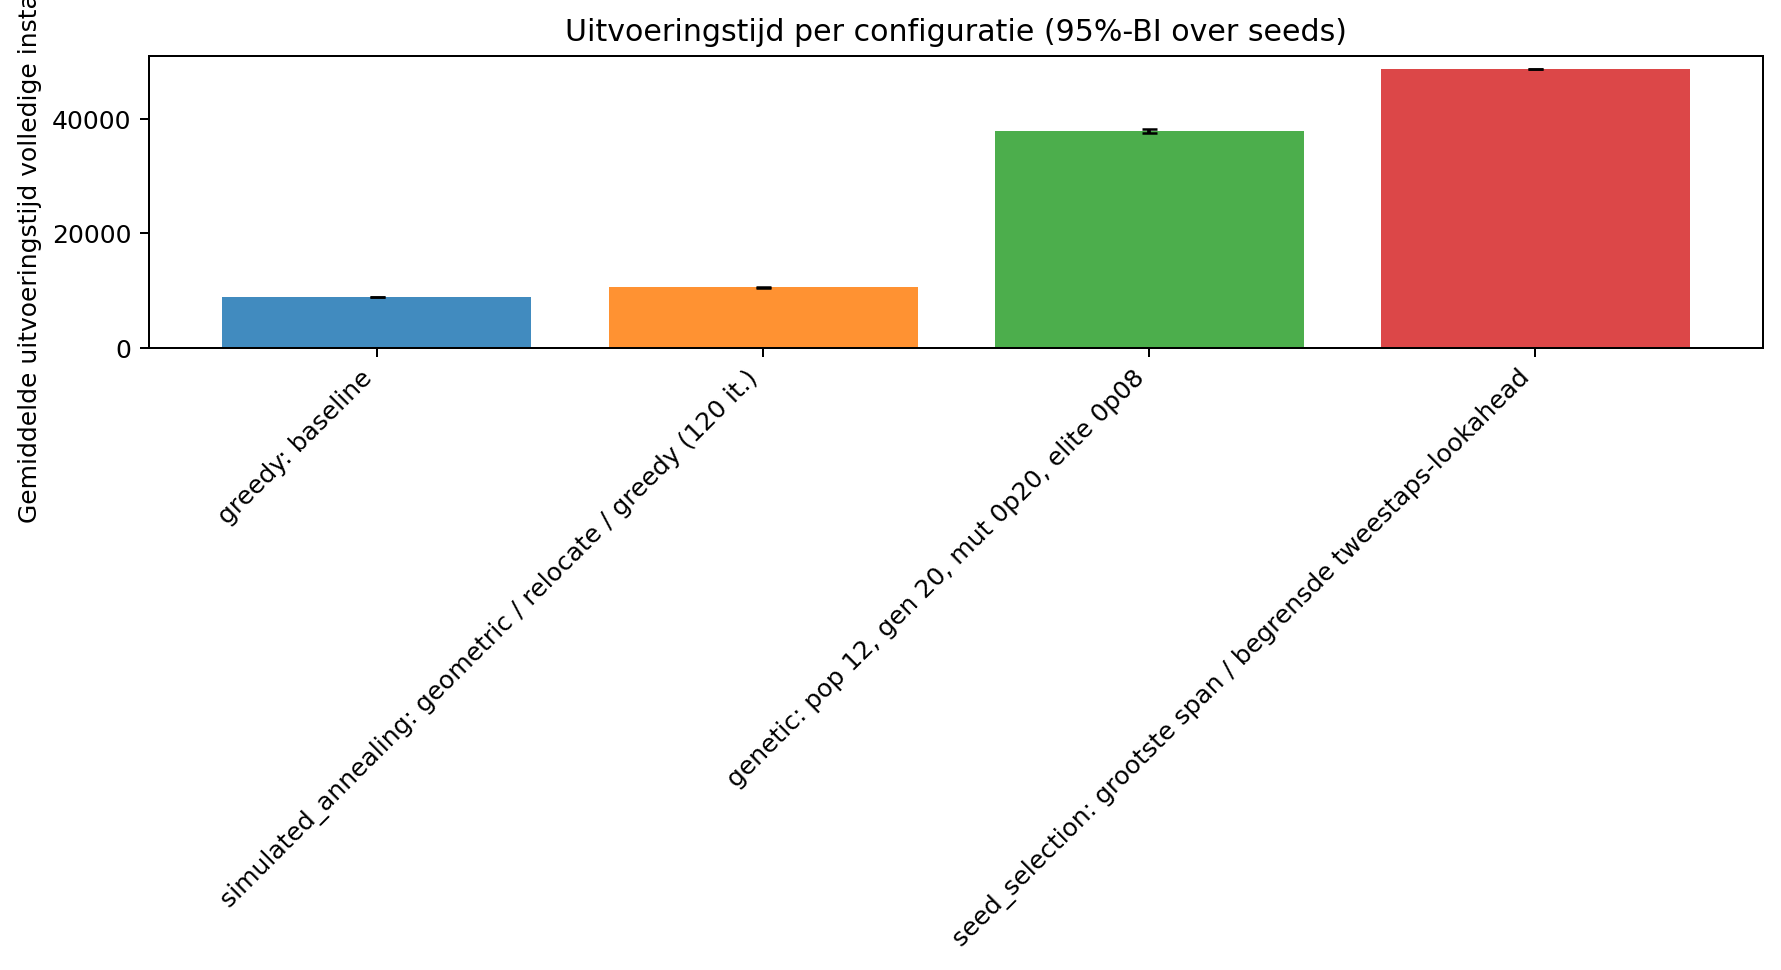 Uitvoeringstijd per configuratie (95%-BI over seeds)
Gemiddelde uitvoeringstijd volledige
40000
20000
0
greedy: baseline
simulated_annealing: geometric / relocate / greedy (120 it.)
genetic: pop 12, gen 20, mut 0p20, elite 0p08
seed_selection: grootste span / begrensde tweestaps-lookahead